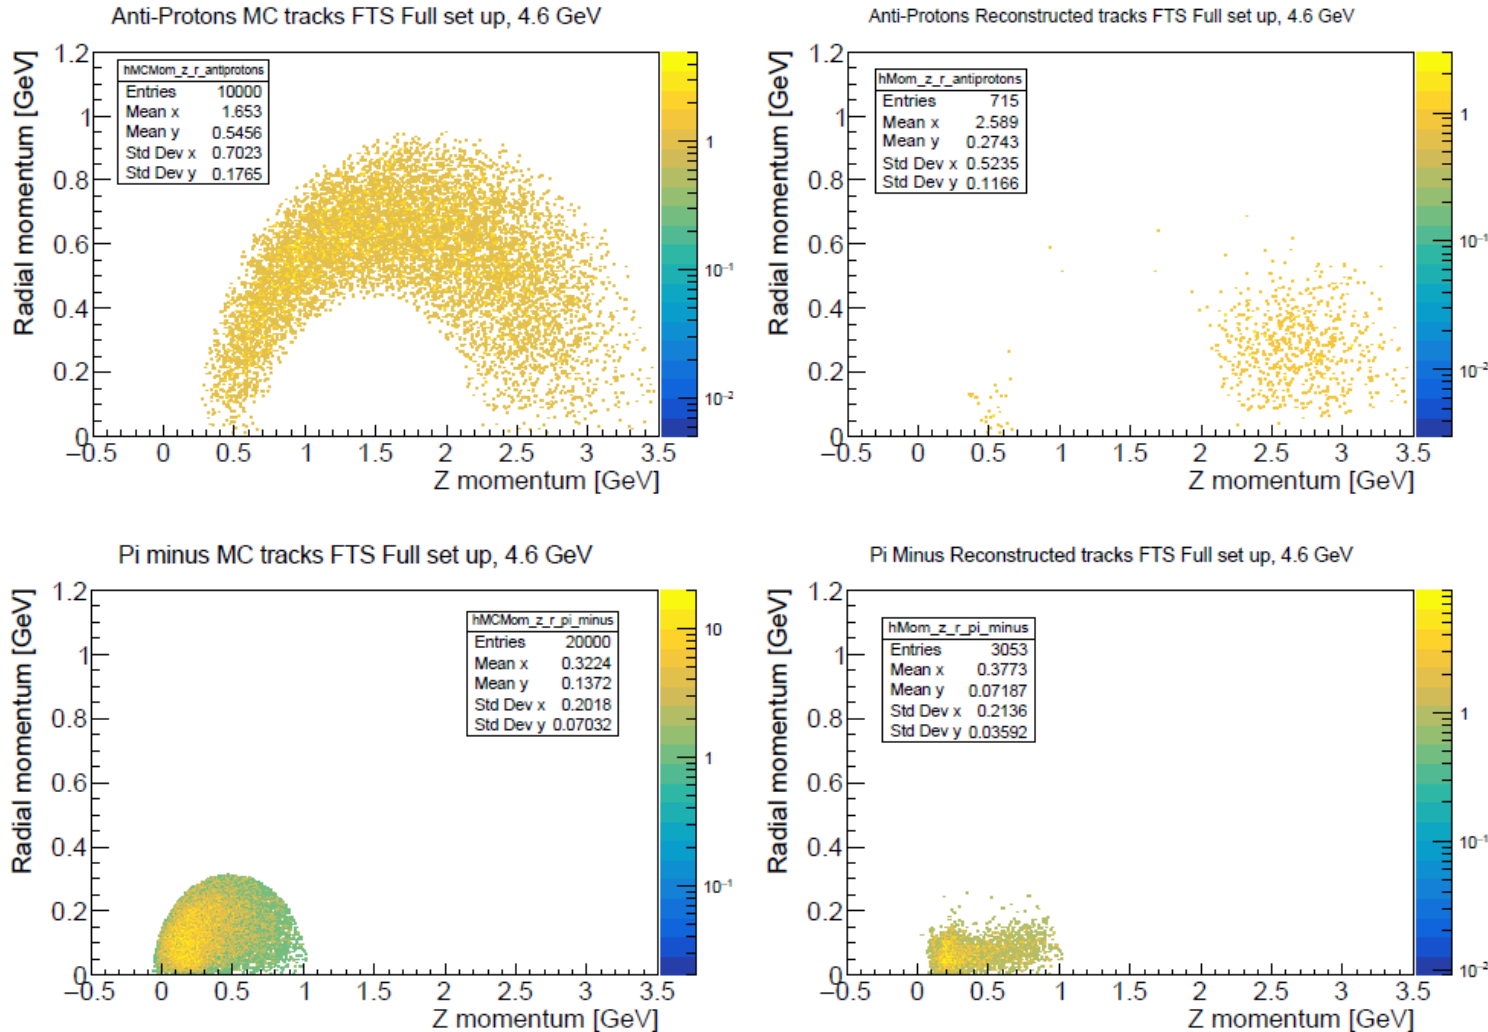 Anti-Protons MC tracks FTS Full set up, 4.6 GeV
Radial momentum [GeV]
1.2
1
0.8
0.6
0.4
0.2
0
hMCMom_z_r_antiprotons
Entries 10000
Mean x 1.653
Mean y 0.5456
Std Dev x 0.7023
Std Dev y 0.1765
1
10⁻¹
10⁻²
−0.5 0 0.5 1 1.5 2 2.5 3 3.5
Z momentum [GeV]
Anti-Protons Reconstructed tracks FTS Full set up, 4.6 GeV
Radial momentum [GeV]
1.2
1
0.8
0.6
0.4
0.2
0
hMom_z_r_antiprotons
Entries 715
Mean x 2.589
Mean y 0.2743
Std Dev x 0.5235
Std Dev y 0.1166
1
10⁻¹
10⁻²
−0.5 0 0.5 1 1.5 2 2.5 3 3.5
Z momentum [GeV]
Pi minus MC tracks FTS Full set up, 4.6 GeV
Radial momentum [GeV]
1.2
1
0.8
0.6
0.4
0.2
0
hMCMom_z_r_pi_minus
Entries 20000
Mean x 0.3224
Mean y 0.1372
Std Dev x 0.2018
Std Dev y 0.07032
10
1
10⁻¹
−0.5 0 0.5 1 1.5 2 2.5 3 3.5
Z momentum [GeV]
Pi Minus Reconstructed tracks FTS Full set up, 4.6 GeV
Radial momentum [GeV]
1.2
1
0.8
0.6
0.4
0.2
0
hMom_z_r_pi_minus
Entries 3053
Mean x 0.3773
Mean y 0.07187
Std Dev x 0.2136
Std Dev y 0.03592
1
10⁻¹
10⁻²
−0.5 0 0.5 1 1.5 2 2.5 3 3.5
Z momentum [GeV]